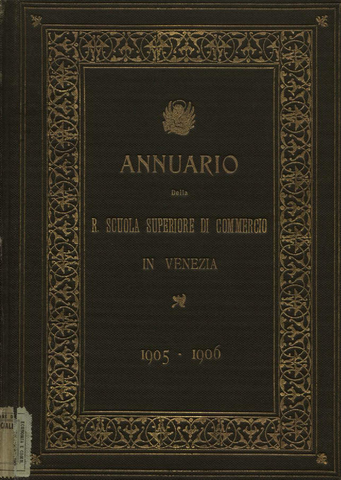 ANNUARIO
Della
R. SCUOLA SUPERIORE DI COMMERCIO
IN VENEZIA
1905 - 1906